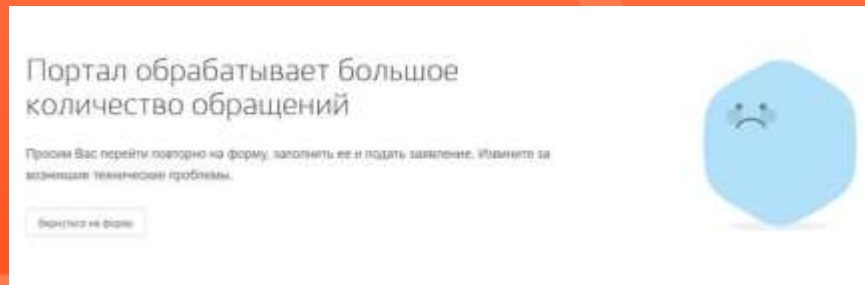 Портал обрабатывает большое
количество обращений
Просим Вас перейти повторно на форму, заполнить ее и подать заявление. Извините за
возникшие технические проблемы.
Вернуться на форму